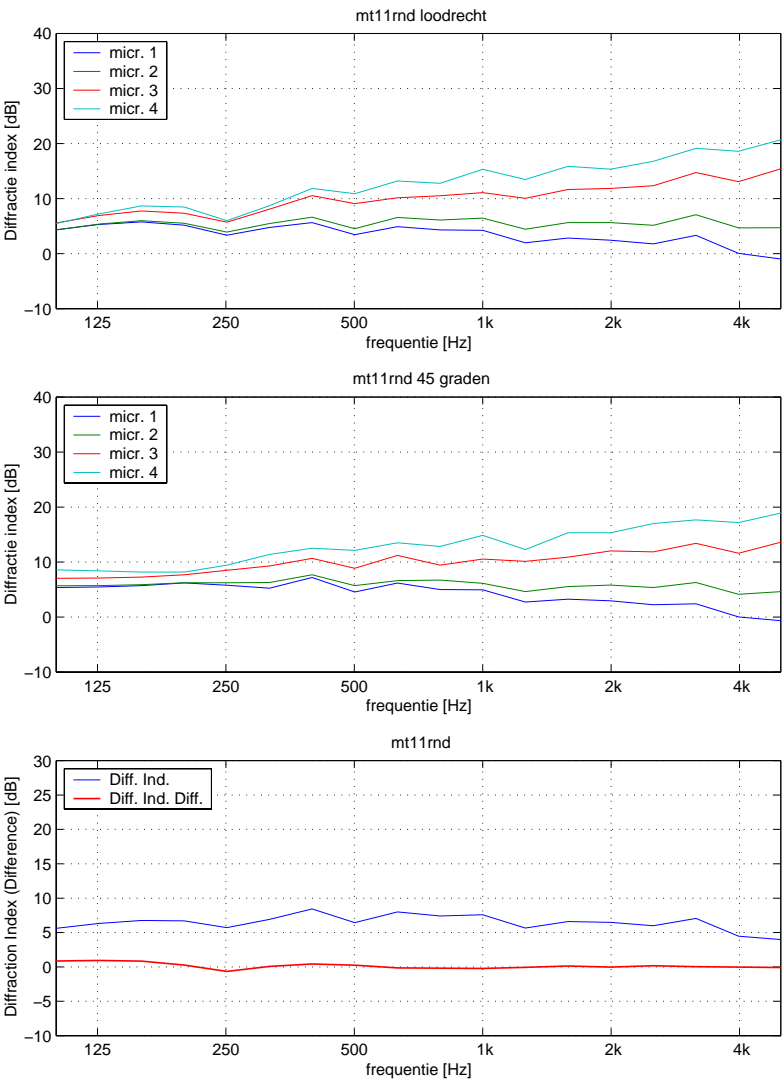 mt11rnd loodrecht
Diffractie index [dB]
40
30
20
10
0
−10
micr. 1
micr. 2
micr. 3
micr. 4
125 250 500 1k 2k 4k
frequentie [Hz]
mt11rnd 45 graden
Diffractie index [dB]
40
30
20
10
0
−10
micr. 1
micr. 2
micr. 3
micr. 4
125 250 500 1k 2k 4k
frequentie [Hz]
mt11rnd
Diffraction Index (Difference) [dB]
30
25
20
15
10
5
0
−5
−10
Diff. Ind.
Diff. Ind. Diff.
125 250 500 1k 2k 4k
frequentie [Hz]